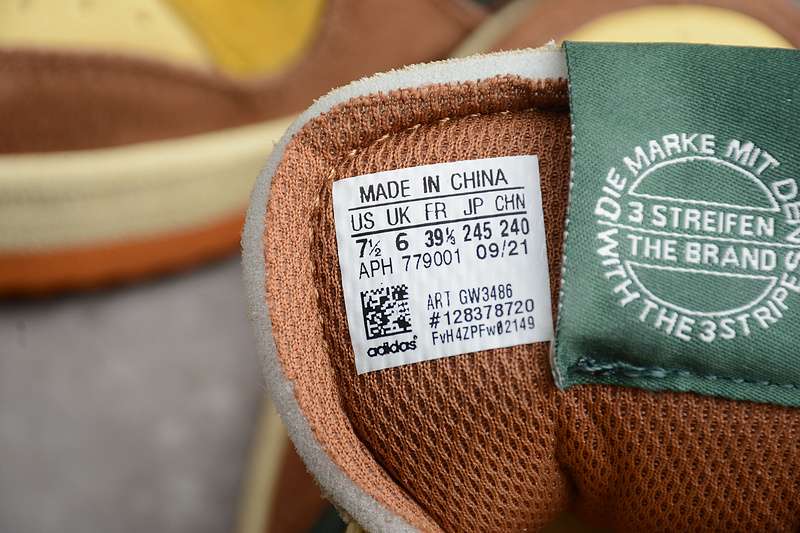 MADE IN CHINA
US UK FR JP CHN
7½ 6 39⅓ 245 240
APH 779001 09/21
ART GW3486
#128378720
FvH4ZPFw02149
adidas
DIE MARKE MIT DEN
3 STREIFEN
THE BRAND
WITH THE 3 STRIPES